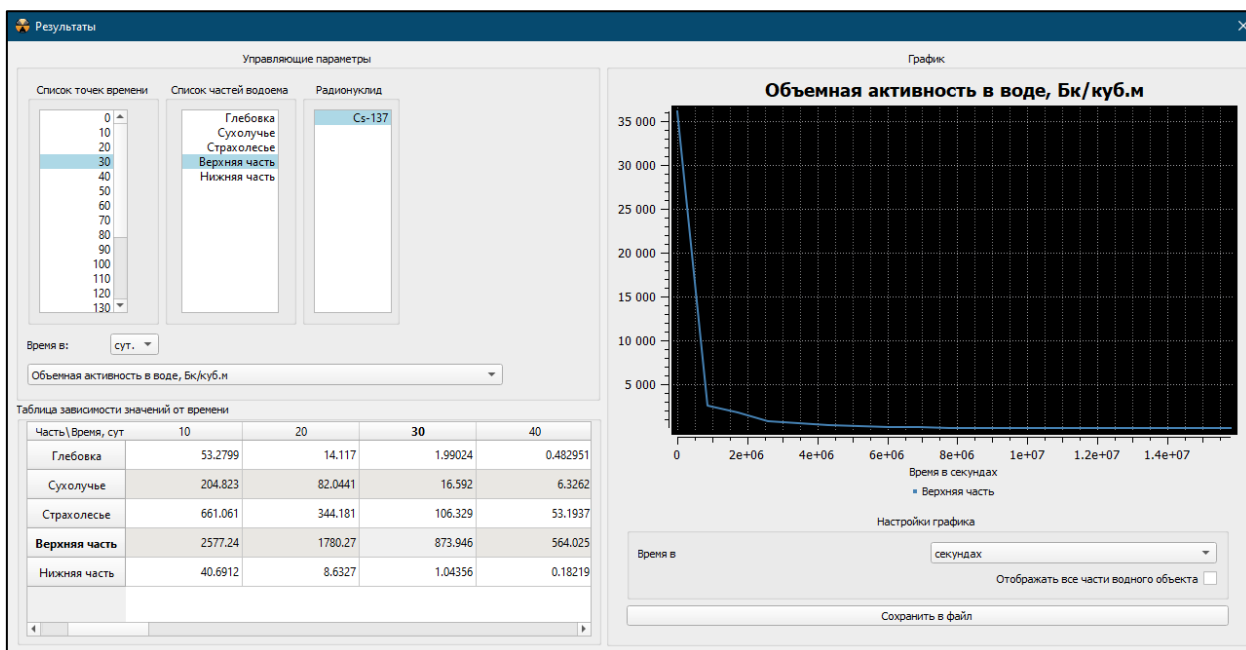 Результаты
Управляющие параметры
Список точек времени
0
10
20
30
40
50
60
70
80
90
100
110
120
130
Список частей водоема
Глебовка
Сухолучье
Страхолесье
Верхняя часть
Нижняя часть
Радионуклид
Cs-137
Время в: сут.
Объемная активность в воде, Бк/куб.м
Таблица зависимости значений от времени
Часть\Время, сут 10 20 30 40
Глебовка 53.2799 14.117 1.99024 0.482951
Сухолучье 204.823 82.0441 16.592 6.3262
Страхолесье 661.061 344.181 106.329 53.1937
Верхняя часть 2577.24 1780.27 873.946 564.025
Нижняя часть 40.6912 8.6327 1.04356 0.18219
График
Объемная активность в воде, Бк/куб.м
35 000
30 000
25 000
20 000
15 000
10 000
5 000
0 2e+06 4e+06 6e+06 8e+06 1e+07 1.2e+07 1.4e+07
Время в секундах
Верхняя часть
Настройки графика
Время в секундах
Отображать все части водного объекта
Сохранить в файл